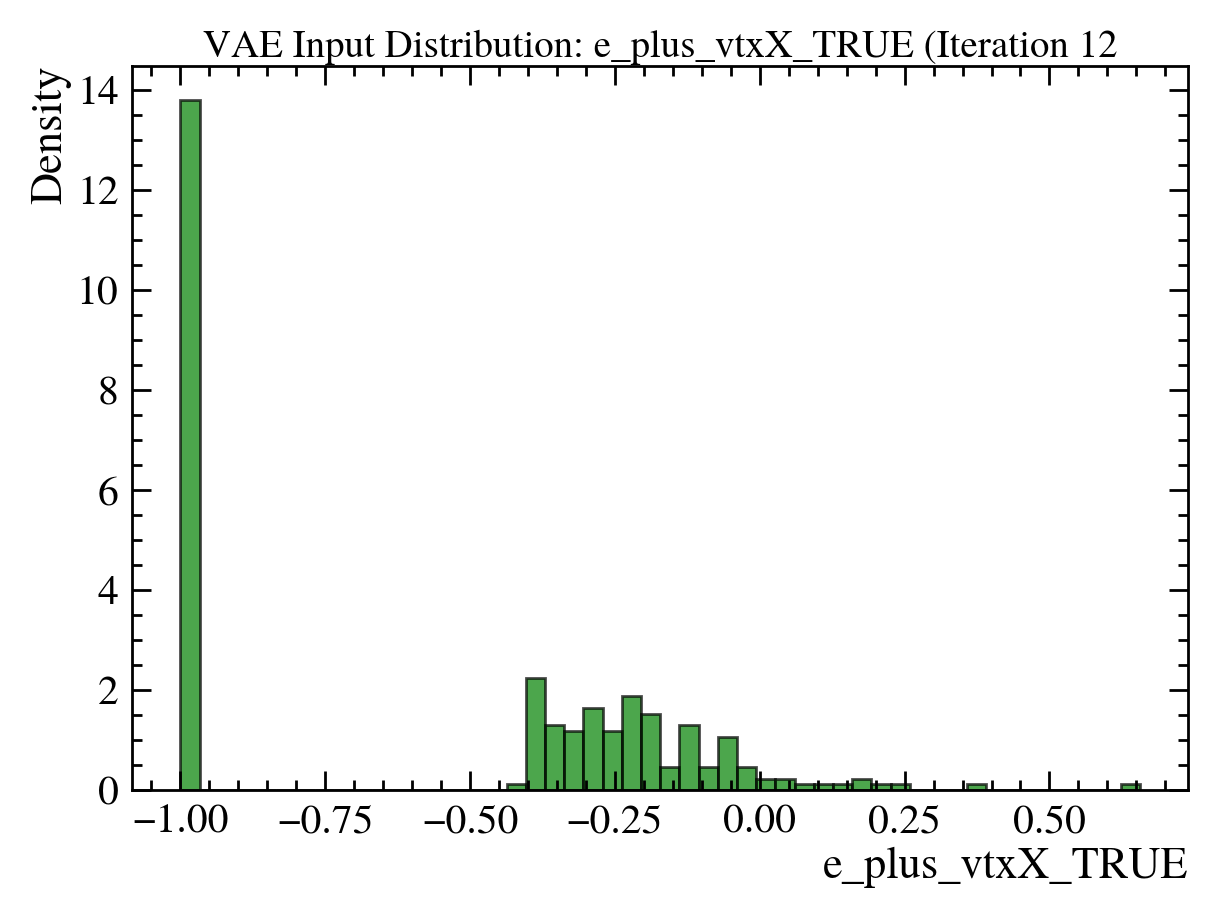 VAE Input Distribution: e_plus_vtxX_TRUE (Iteration 12
Density
14
12
10
8
6
4
2
0
−1.00 −0.75 −0.50 −0.25 0.00 0.25 0.50
e_plus_vtxX_TRUE